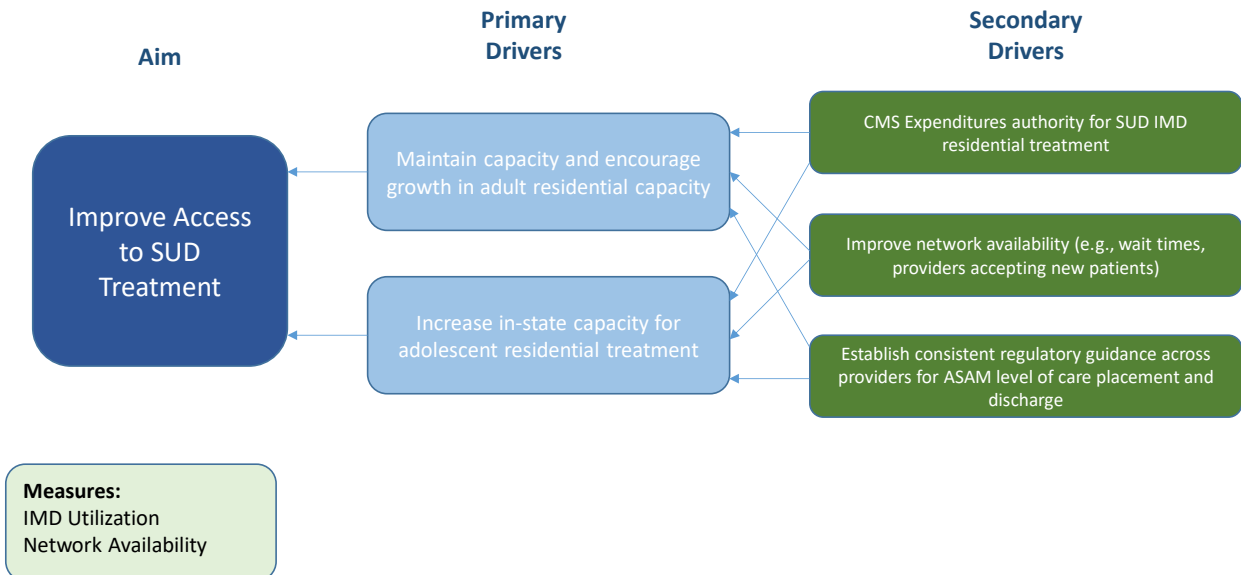 Aim
Primary
Drivers
Secondary
Drivers
Improve Access
to SUD
Treatment
Maintain capacity and encourage
growth in adult residential capacity
Increase in-state capacity for
adolescent residential treatment
CMS Expenditures authority for SUD IMD
residential treatment
Improve network availability (e.g., wait times,
providers accepting new patients)
Establish consistent regulatory guidance across
providers for ASAM level of care placement and
discharge
Measures:
IMD Utilization
Network Availability